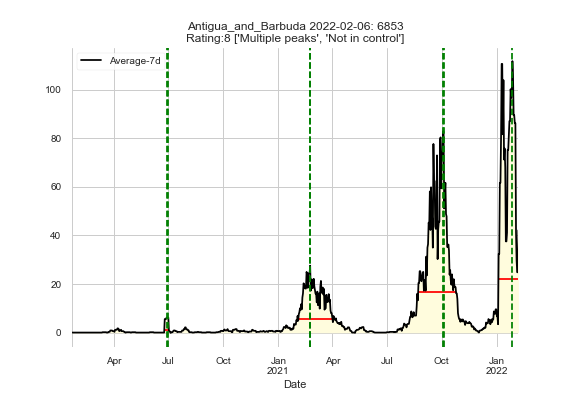 Antigua_and_Barbuda 2022-02-06: 6853
Rating:8 ['Multiple peaks', 'Not in control']
Average-7d
100
80
60
40
20
0
Apr Jul Oct Jan Apr Jul Oct Jan
2021 2022
Date